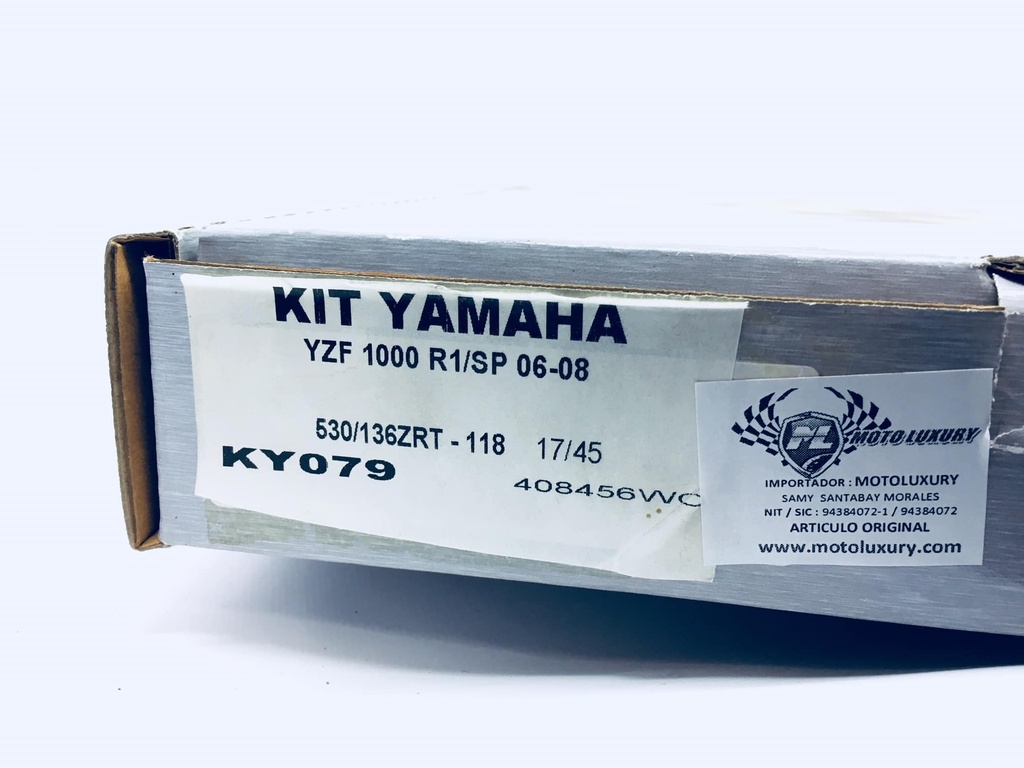 KIT YAMAHA
YZF 1000 R1/SP 06-08
530/136ZRT - 118 17/45
KY079
408456WC
MOTO LUXURY
IMPORTADOR : MOTOLUXURY
SAMY SANTABAY MORALES
NIT / SIC : 94384072-1 / 94384072
ARTICULO ORIGINAL
www.motoluxury.com